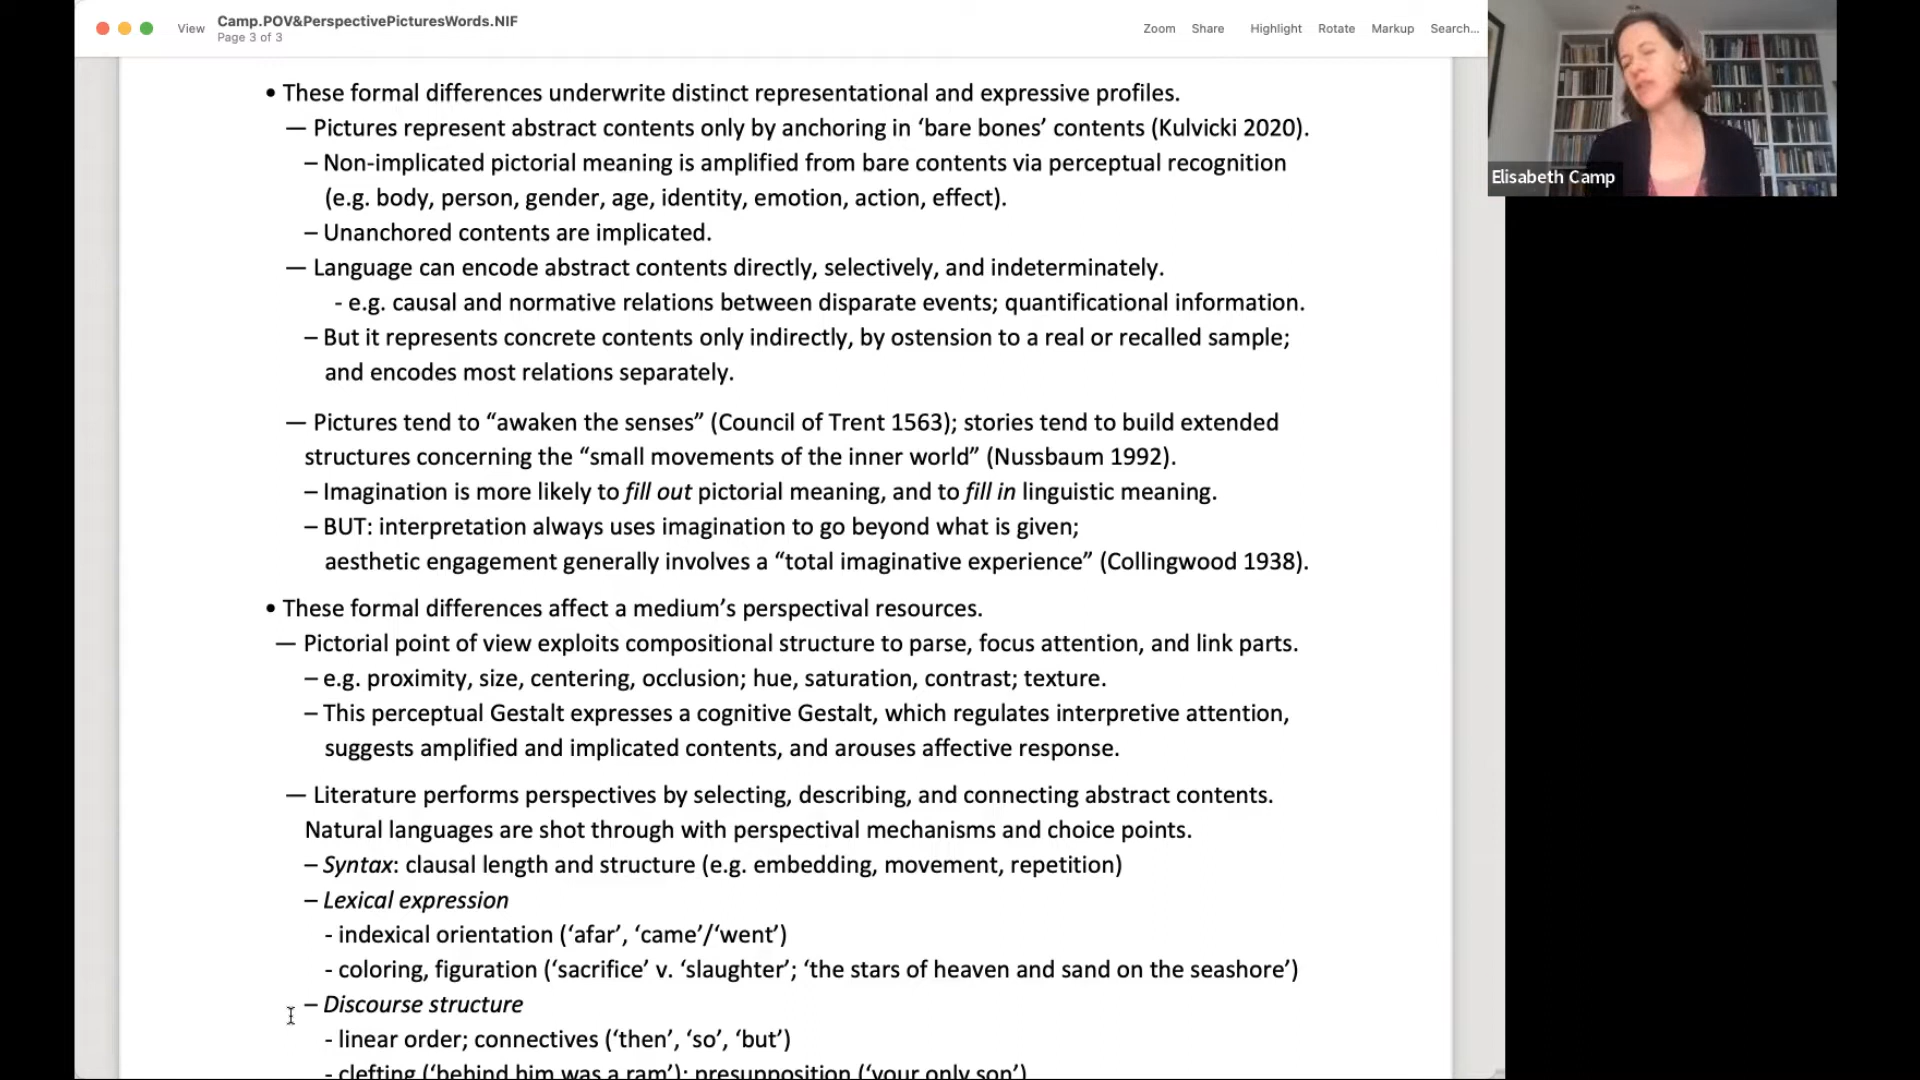 View
Camp.POV&PerspectivePicturesWords.NIF
Page 3 of 3
Zoom Share Highlight Rotate Markup Search...
Elisabeth Camp
• These formal differences underwrite distinct representational and expressive profiles.
— Pictures represent abstract contents only by anchoring in ‘bare bones’ contents (Kulvicki 2020).
– Non-implicated pictorial meaning is amplified from bare contents via perceptual recognition
(e.g. body, person, gender, age, identity, emotion, action, effect).
– Unanchored contents are implicated.
— Language can encode abstract contents directly, selectively, and indeterminately.
- e.g. causal and normative relations between disparate events; quantificational information.
– But it represents concrete contents only indirectly, by ostension to a real or recalled sample;
and encodes most relations separately.
— Pictures tend to “awaken the senses” (Council of Trent 1563); stories tend to build extended
structures concerning the “small movements of the inner world” (Nussbaum 1992).
– Imagination is more likely to fill out pictorial meaning, and to fill in linguistic meaning.
– BUT: interpretation always uses imagination to go beyond what is given;
aesthetic engagement generally involves a “total imaginative experience” (Collingwood 1938).
• These formal differences affect a medium’s perspectival resources.
— Pictorial point of view exploits compositional structure to parse, focus attention, and link parts.
– e.g. proximity, size, centering, occlusion; hue, saturation, contrast; texture.
– This perceptual Gestalt expresses a cognitive Gestalt, which regulates interpretive attention,
suggests amplified and implicated contents, and arouses affective response.
— Literature performs perspectives by selecting, describing, and connecting abstract contents.
Natural languages are shot through with perspectival mechanisms and choice points.
– Syntax: clausal length and structure (e.g. embedding, movement, repetition)
– Lexical expression
- indexical orientation (‘afar’, ‘came’/‘went’)
- coloring, figuration (‘sacrifice’ v. ‘slaughter’; ‘the stars of heaven and sand on the seashore’)
– Discourse structure
- linear order; connectives (‘then’, ‘so’, ‘but’)
- clefting (‘behind him was a ram’); presupposition (‘your only son’)